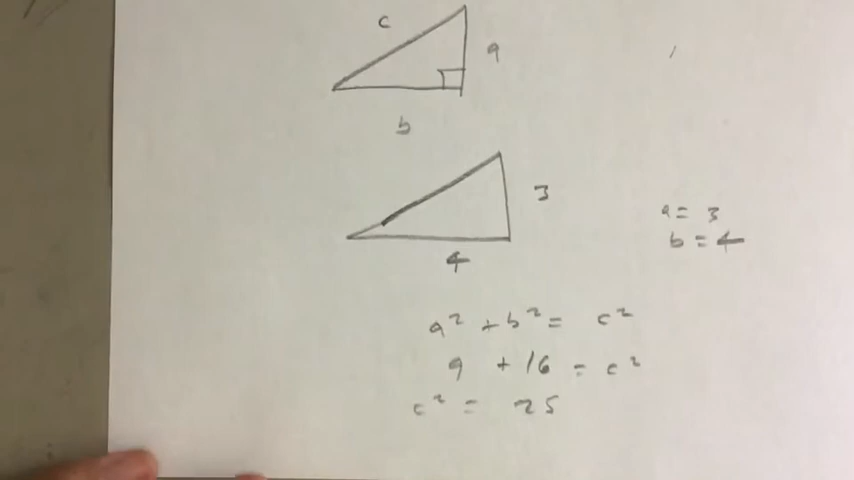 c
a
b
3
4
a = 3
b = 4
a² + b² = c²
9 + 16 = c²
c² = 25